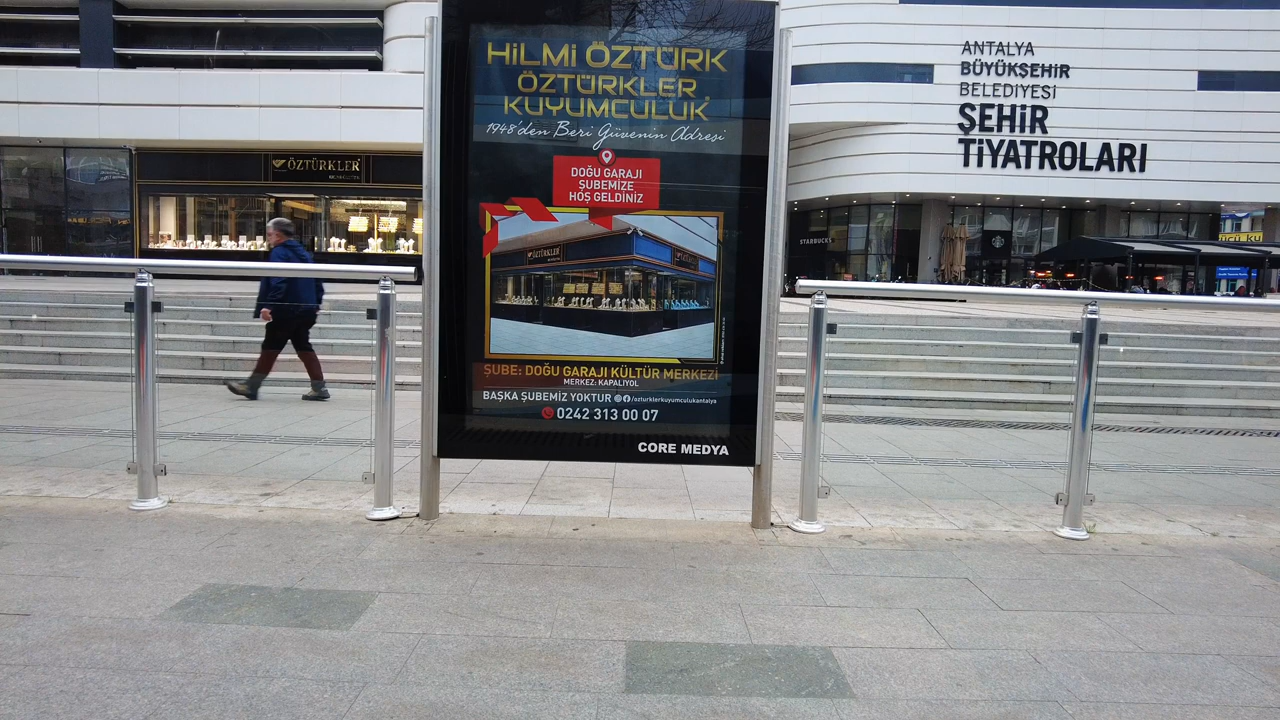 HİLMİ ÖZTÜRK
ÖZTÜRKLER
KUYUMCULUK
1948'den Beri Güvenin Adresi
DOĞU GARAJI
ŞUBEMİZE
HOŞ GELDİNİZ
ÖZTÜRKLER
ŞUBE: DOĞU GARAJI KÜLTÜR MERKEZİ
MERKEZ: KAPALIYOL
BAŞKA ŞUBEMİZ YOKTUR /ozturklerkuyumculukantalya
0242 313 00 07
CORE MEDYA
ÖZTÜRKLER
ANTALYA
BÜYÜKŞEHİR
BELEDİYESİ
ŞEHİR
TİYATROLARI
STARBUCKS